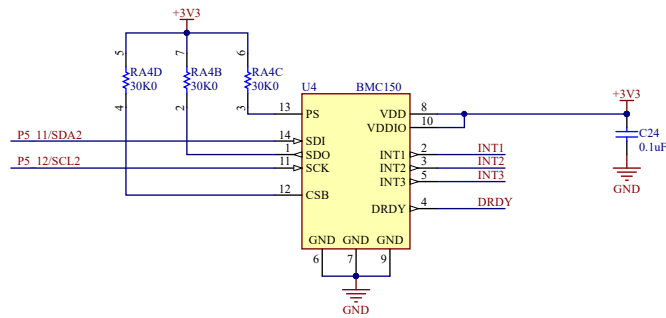 +3V3
5 7 6
RA4D RA4B RA4C
30K0 30K0 30K0
4 2 3
U4 BMC150
13 PS VDD 8
VDDIO 10
+3V3
C24
0.1uF
GND
P5_11/SDA2 14 SDI
1 SDO INT1 2 INT1
P5_12/SCL2 11 SCK INT2 3 INT2
INT3 5 INT3
12 CSB
DRDY 4 DRDY
GND GND GND
6 7 9
GND